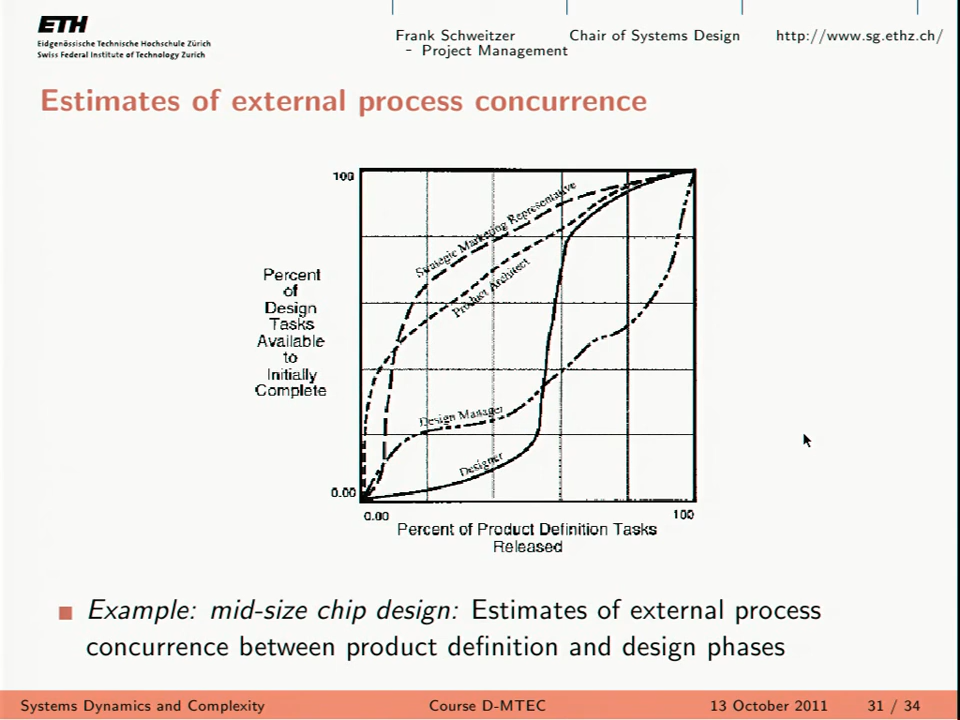 ETH
Eidgenössische Technische Hochschule Zürich
Swiss Federal Institute of Technology Zurich
Frank Schweitzer
- Project Management
Chair of Systems Design
http://www.sg.ethz.ch/
Estimates of external process concurrence
100
Strategic Marketing Representative
Product Architect
Percent
of
Design
Tasks
Available
to
Initially
Complete
Design Manager
Designer
0.00
0.00
100
Percent of Product Definition Tasks
Released
Example: mid-size chip design: Estimates of external process
concurrence between product definition and design phases
Systems Dynamics and Complexity
Course D-MTEC
13 October 2011
31 / 34